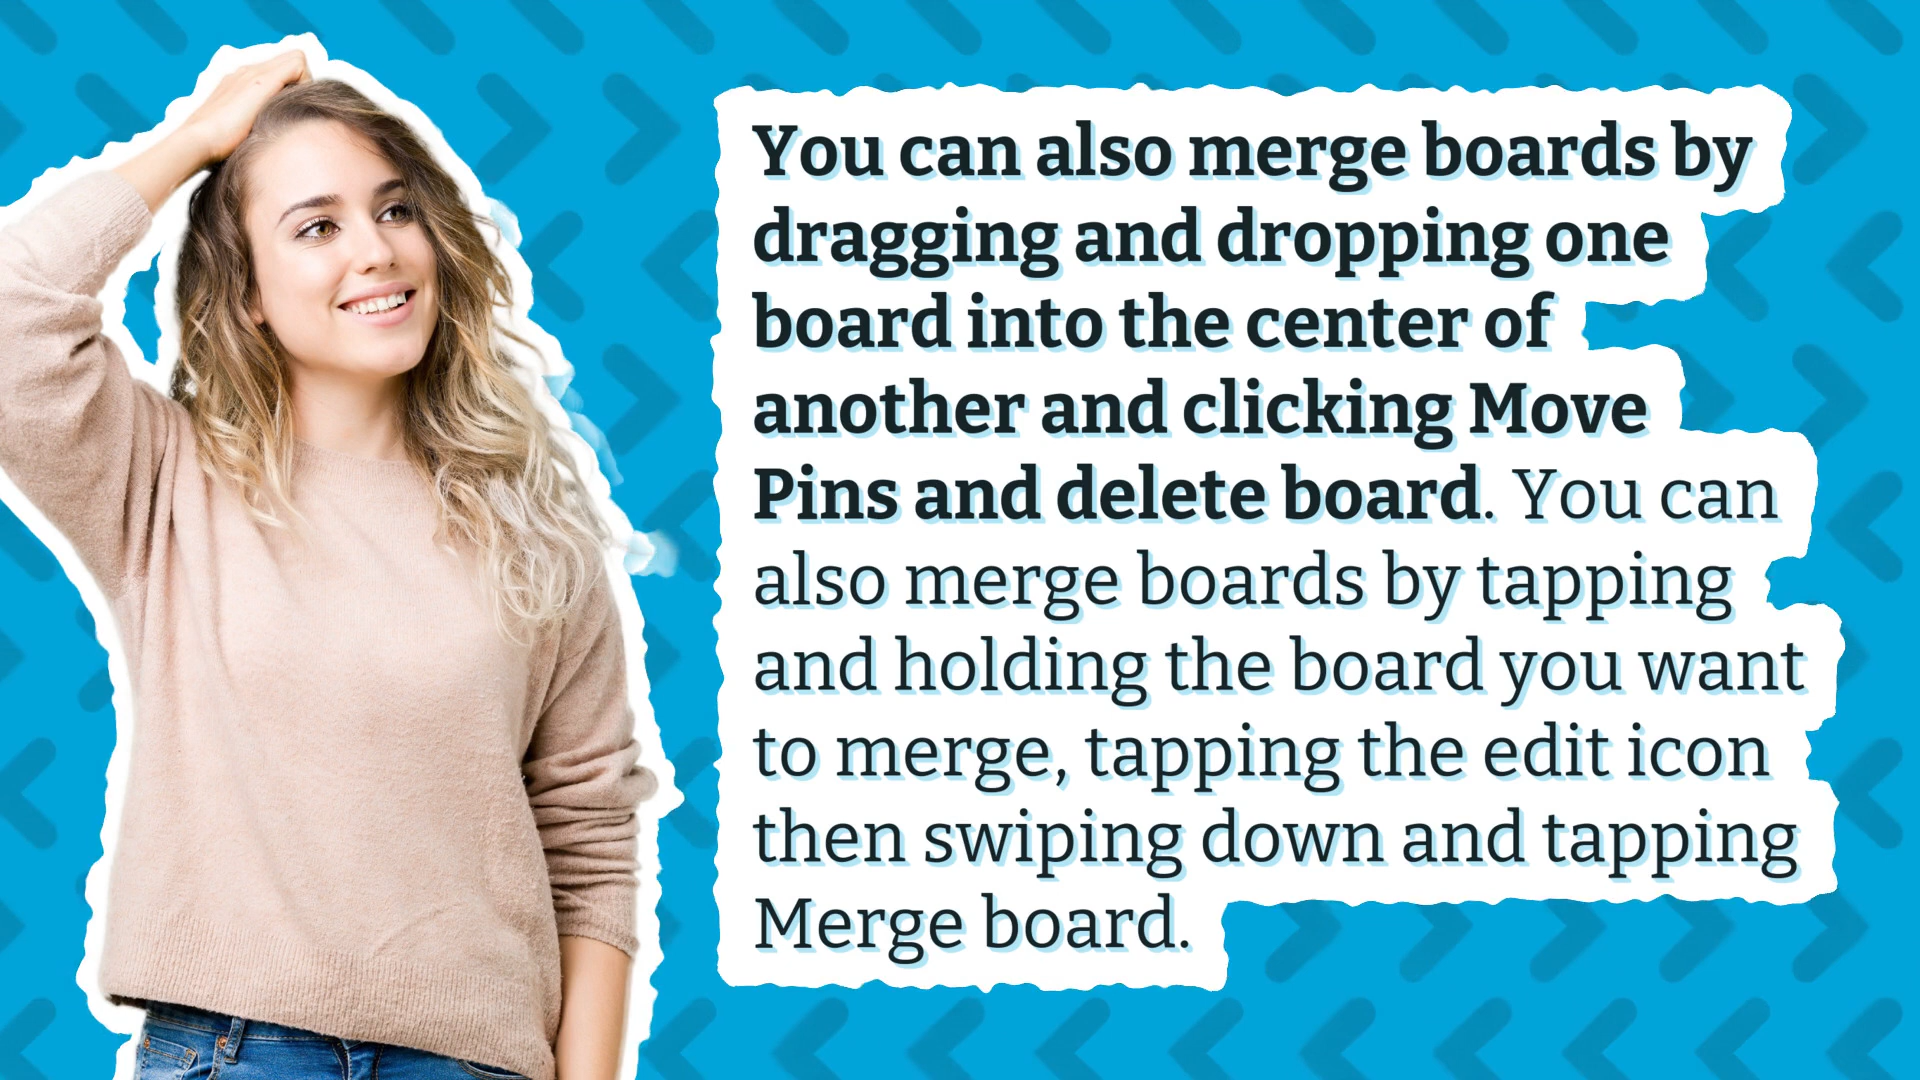 You can also merge boards by
dragging and dropping one
board into the center of
another and clicking Move
Pins and delete board. You can
also merge boards by tapping
and holding the board you want
to merge, tapping the edit icon
then swiping down and tapping
Merge board.